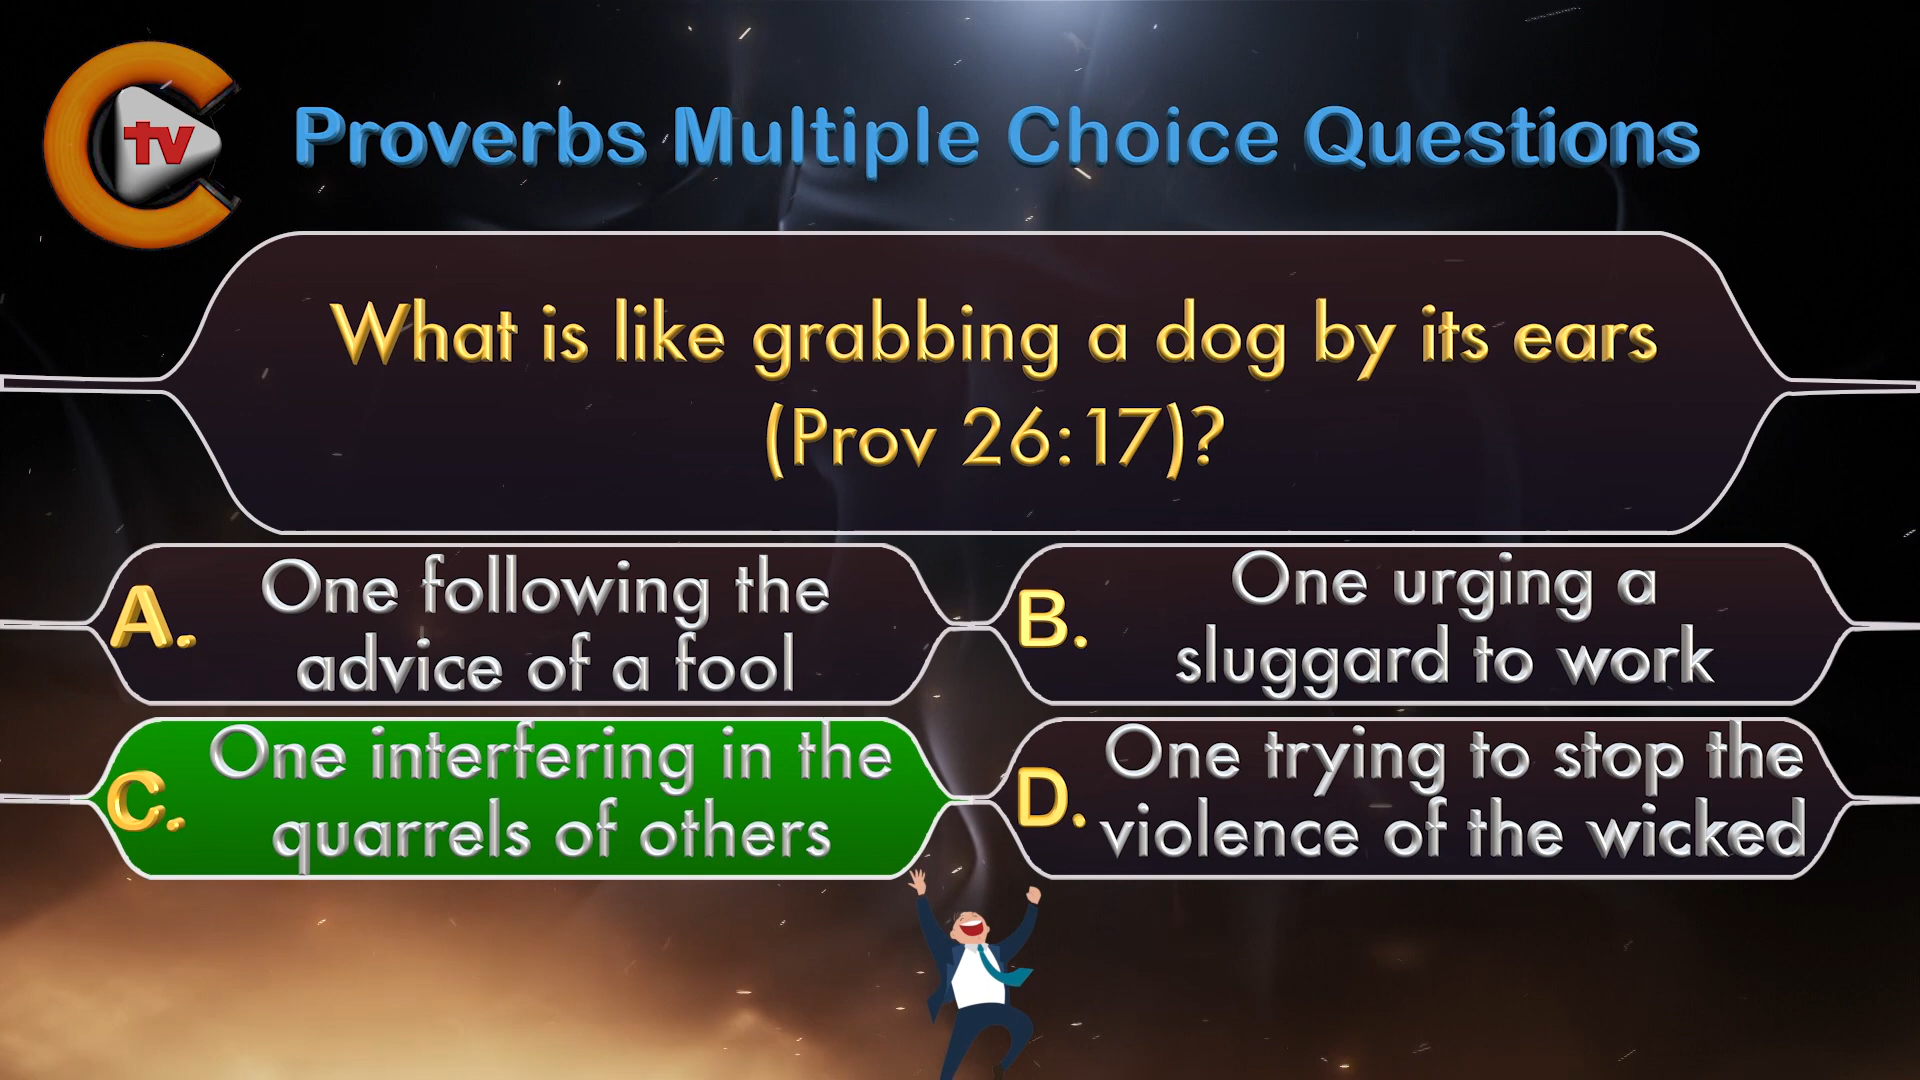 tv
Proverbs Multiple Choice Questions
What is like grabbing a dog by its ears
(Prov 26:17)?
A. One following the
advice of a fool
B. One urging a
sluggard to work
C. One interfering in the
quarrels of others
D. One trying to stop the
violence of the wicked